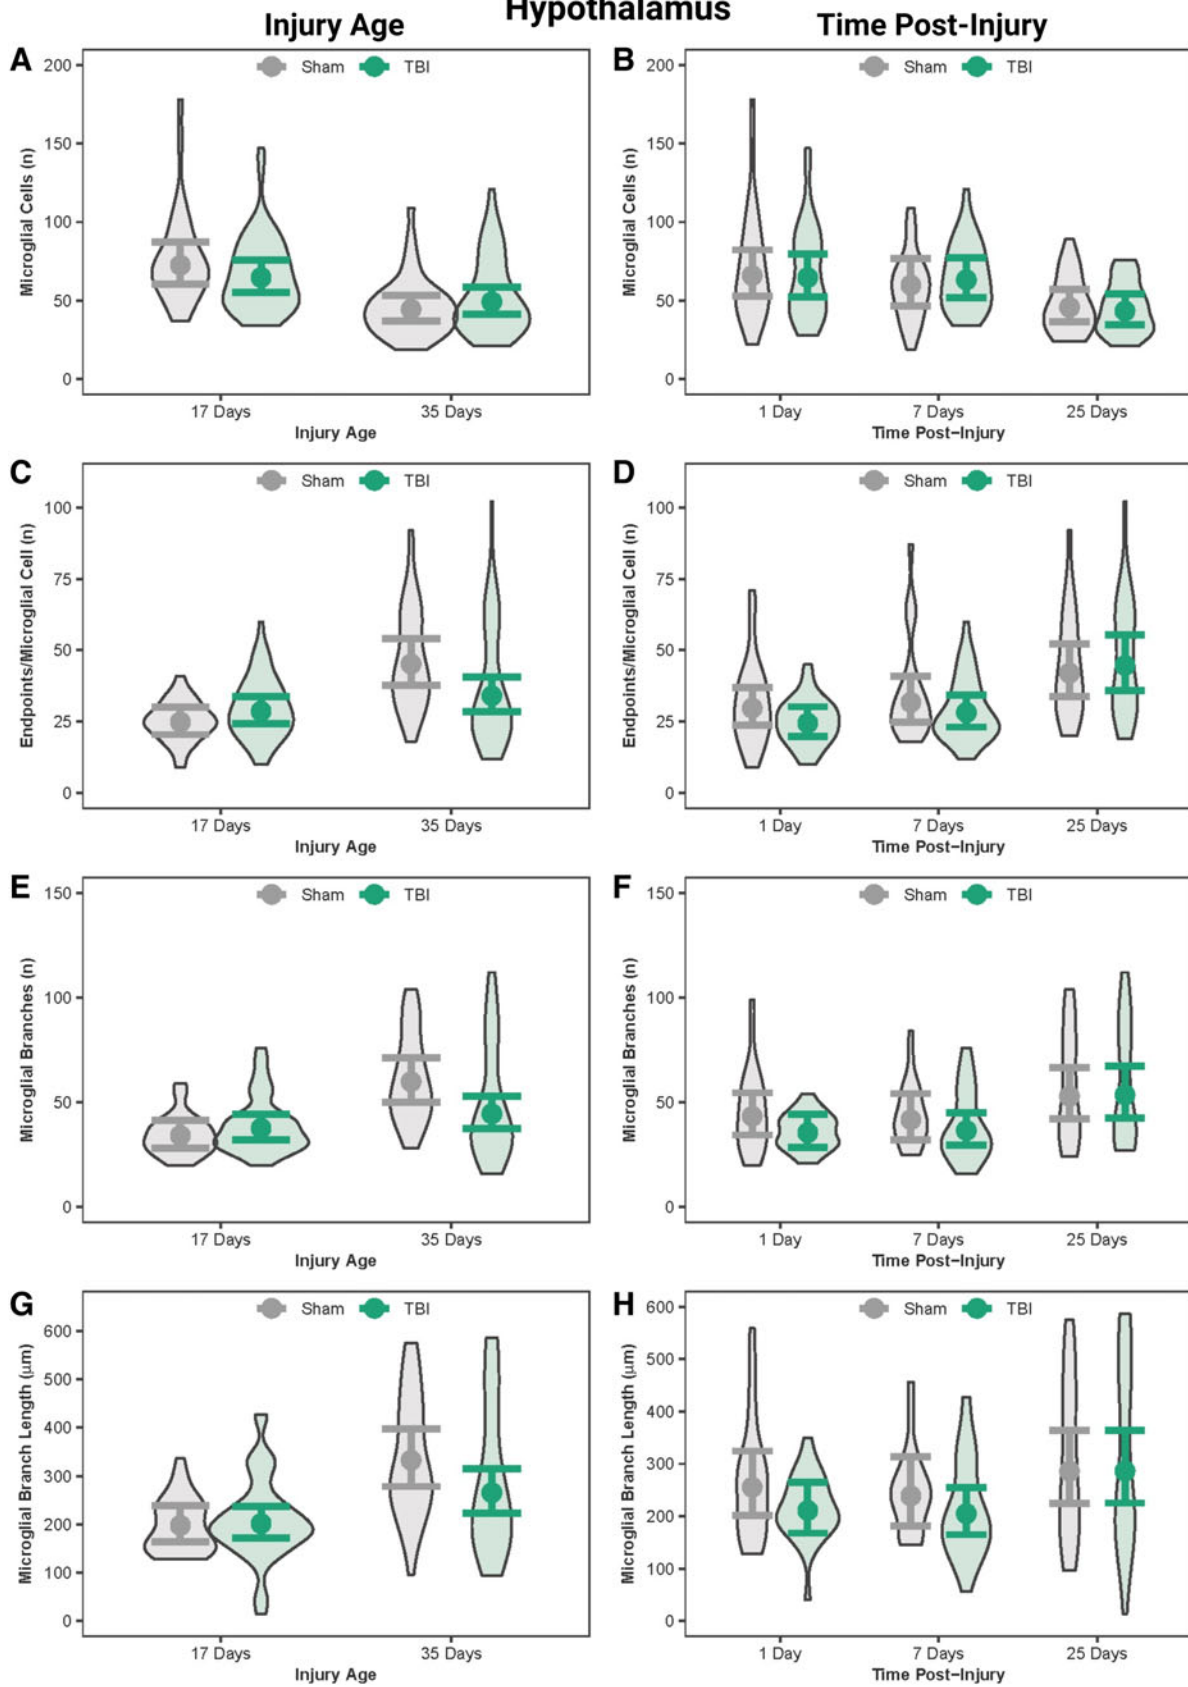 Hypothalamus
Injury Age
Time Post-Injury
A
Sham TBI
200
150
100
50
0
Microglial Cells (n)
17 Days 35 Days
Injury Age
B
Sham TBI
200
150
100
50
0
Microglial Cells (n)
1 Day 7 Days 25 Days
Time Post-Injury
C
Sham TBI
100
75
50
25
0
Endpoints/Microglial Cell (n)
17 Days 35 Days
Injury Age
D
Sham TBI
100
75
50
25
0
Endpoints/Microglial Cell (n)
1 Day 7 Days 25 Days
Time Post-Injury
E
Sham TBI
150
100
50
0
Microglial Branches (n)
17 Days 35 Days
Injury Age
F
Sham TBI
150
100
50
0
Microglial Branches (n)
1 Day 7 Days 25 Days
Time Post-Injury
G
Sham TBI
600
500
400
300
200
100
0
Microglial Branch Length (μm)
17 Days 35 Days
Injury Age
H
Sham TBI
600
500
400
300
200
100
0
Microglial Branch Length (μm)
1 Day 7 Days 25 Days
Time Post-Injury